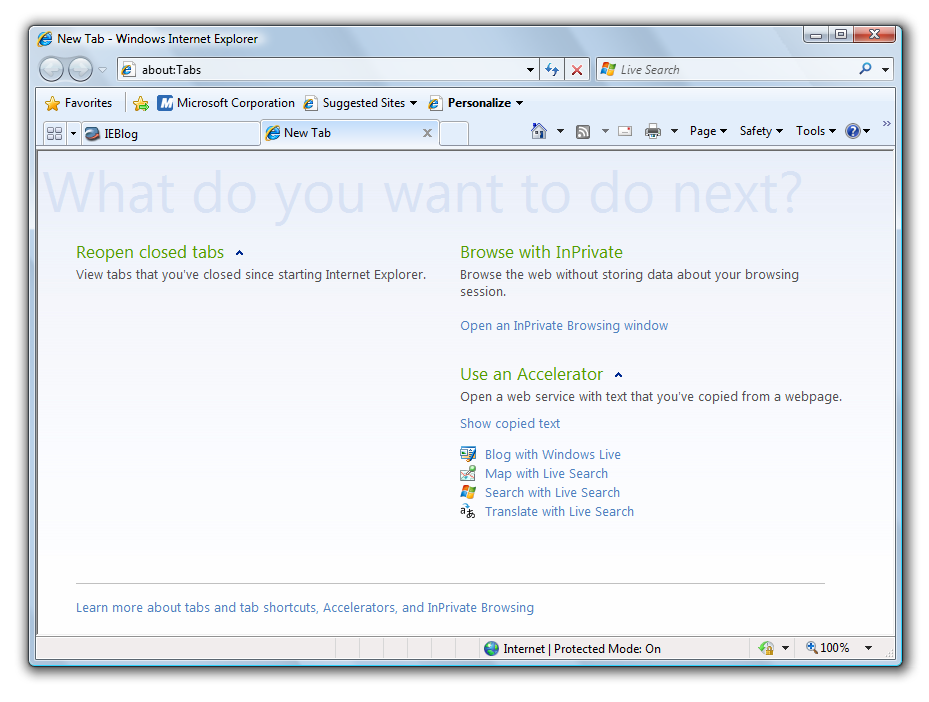 New Tab - Windows Internet Explorer
about:Tabs
Live Search
Favorites
Microsoft Corporation
Suggested Sites
Personalize
IEBlog
New Tab
Page
Safety
Tools
What do you want to do next?
Reopen closed tabs
View tabs that you've closed since starting Internet Explorer.
Browse with InPrivate
Browse the web without storing data about your browsing
session.
Open an InPrivate Browsing window
Use an Accelerator
Open a web service with text that you've copied from a webpage.
Show copied text
Blog with Windows Live
Map with Live Search
Search with Live Search
Translate with Live Search
Learn more about tabs and tab shortcuts, Accelerators, and InPrivate Browsing
Internet | Protected Mode: On
100%